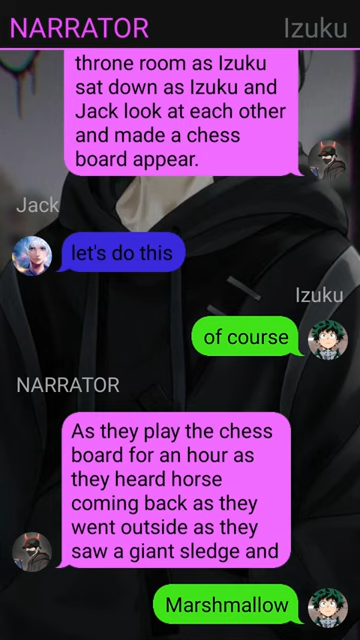 NARRATOR
Izuku
throne room as Izuku
sat down as Izuku and
Jack look at each other
and made a chess
board appear.
Jack
let's do this
Izuku
of course
NARRATOR
As they play the chess
board for an hour as
they heard horse
coming back as they
went outside as they
saw a giant sledge and
Marshmallow